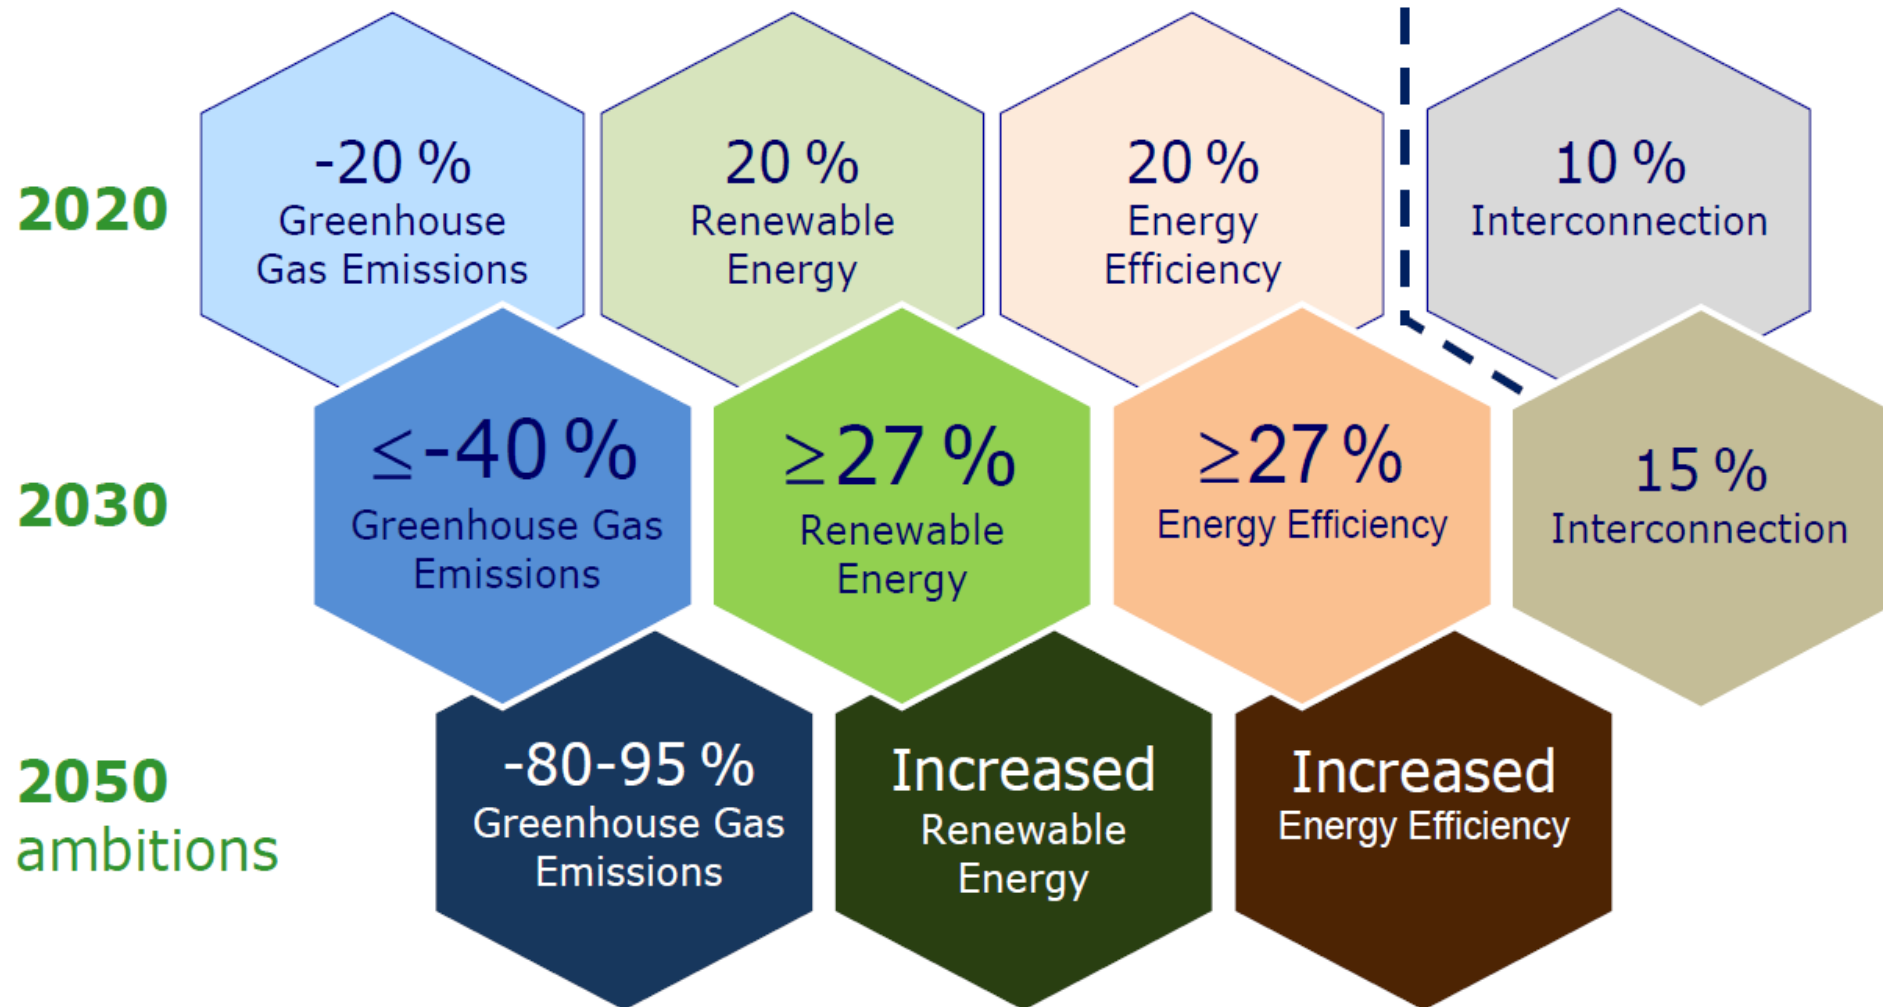 2020
-20 %
Greenhouse
Gas Emissions
20 %
Renewable
Energy
20 %
Energy
Efficiency
10 %
Interconnection
2030
≤-40 %
Greenhouse Gas
Emissions
≥27 %
Renewable
Energy
≥27 %
Energy Efficiency
15 %
Interconnection
2050
ambitions
-80-95 %
Greenhouse Gas
Emissions
Increased
Renewable
Energy
Increased
Energy Efficiency